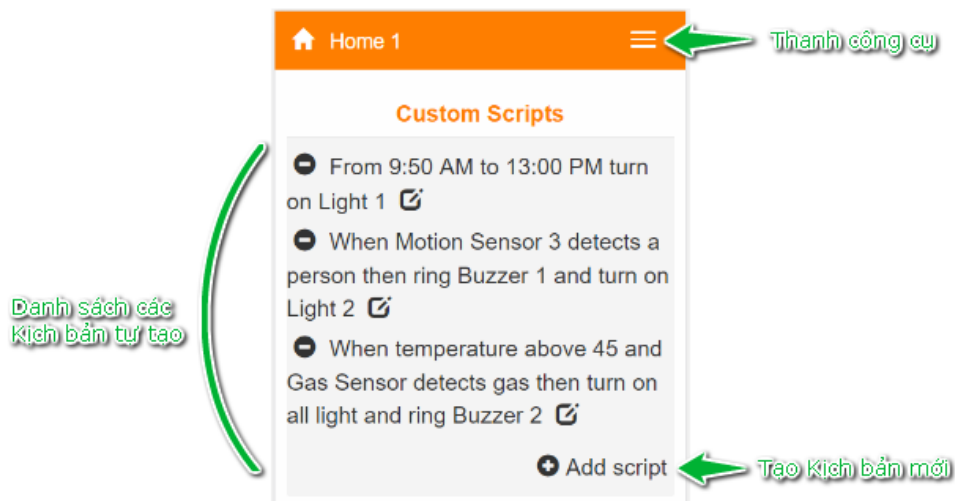 Home 1
Thanh công cụ
Custom Scripts
From 9:50 AM to 13:00 PM turn
on Light 1
When Motion Sensor 3 detects a
person then ring Buzzer 1 and turn on
Light 2
Danh sách các
Kịch bản tự tạo
When temperature above 45 and
Gas Sensor detects gas then turn on
all light and ring Buzzer 2
Add script
Tạo Kịch bản mới